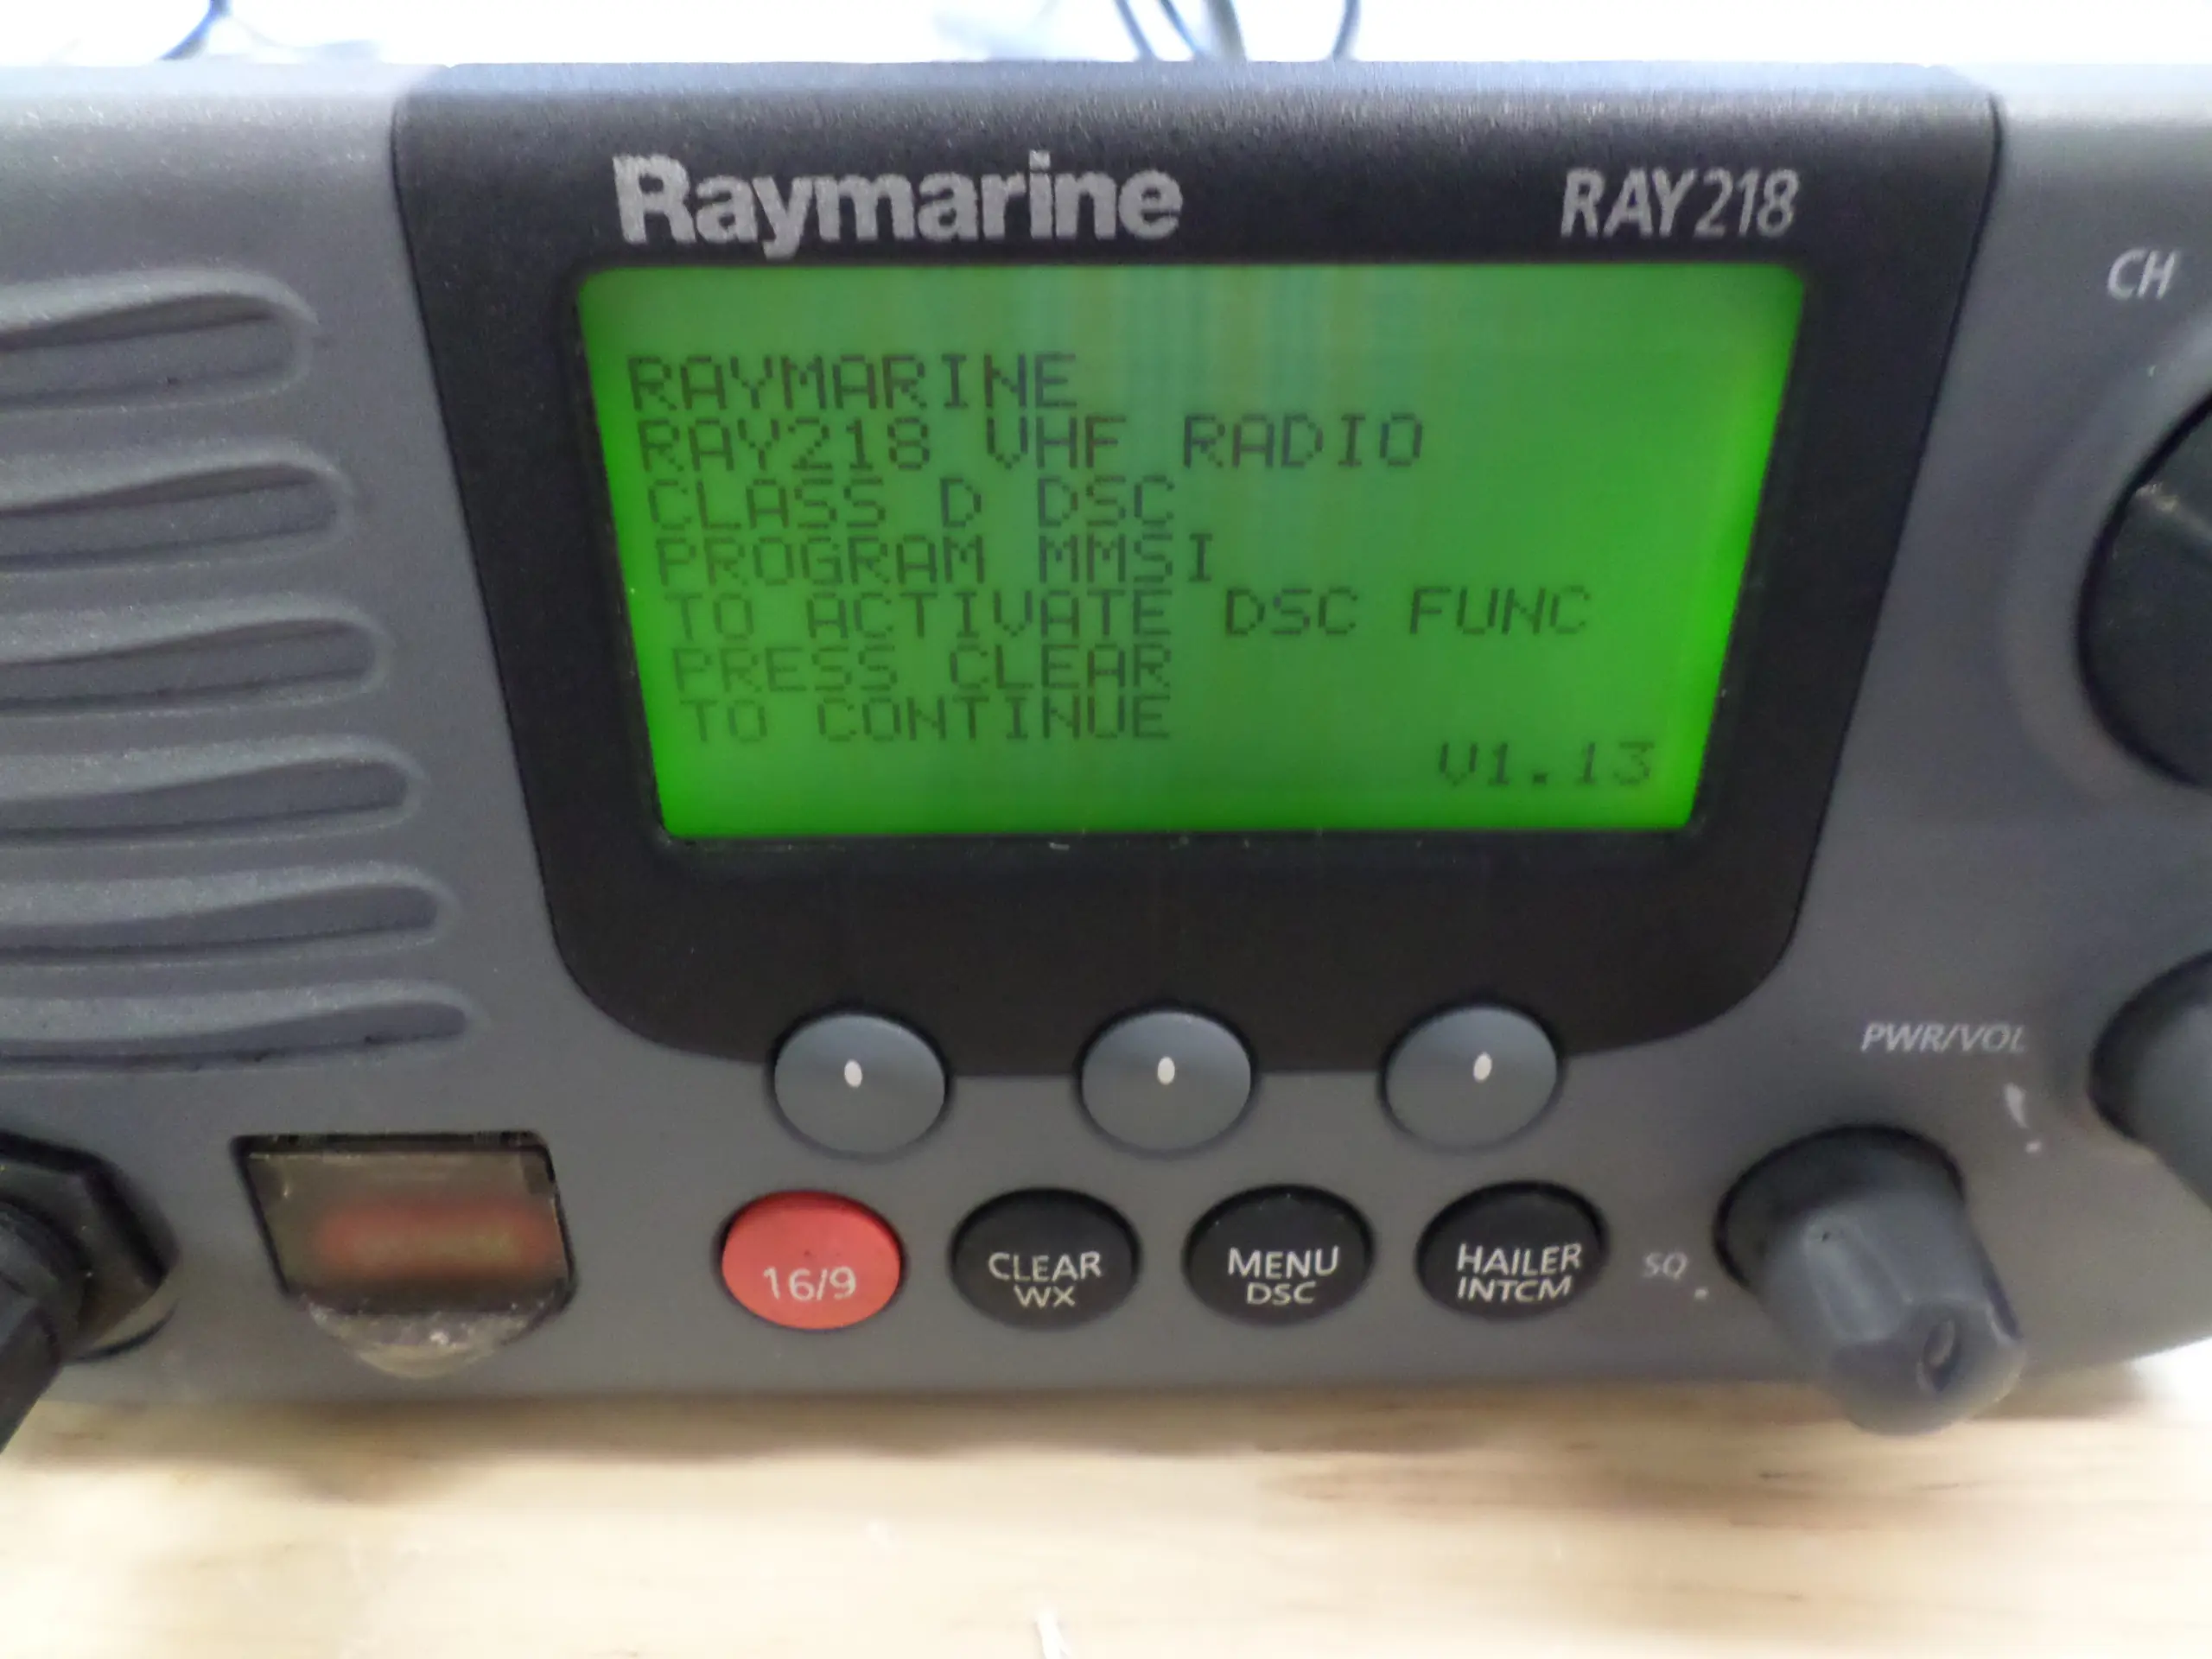 Raymarine RAY218
CH
RAYMARINE
RAY218 VHF RADIO
CLASS D DSC
PROGRAM MMSI
TO ACTIVATE DSC FUNC
PRESS CLEAR
TO CONTINUE
V1.13
PWR/VOL
16/9
CLEAR
WX
MENU
DSC
HAILER
INTCM
SQ